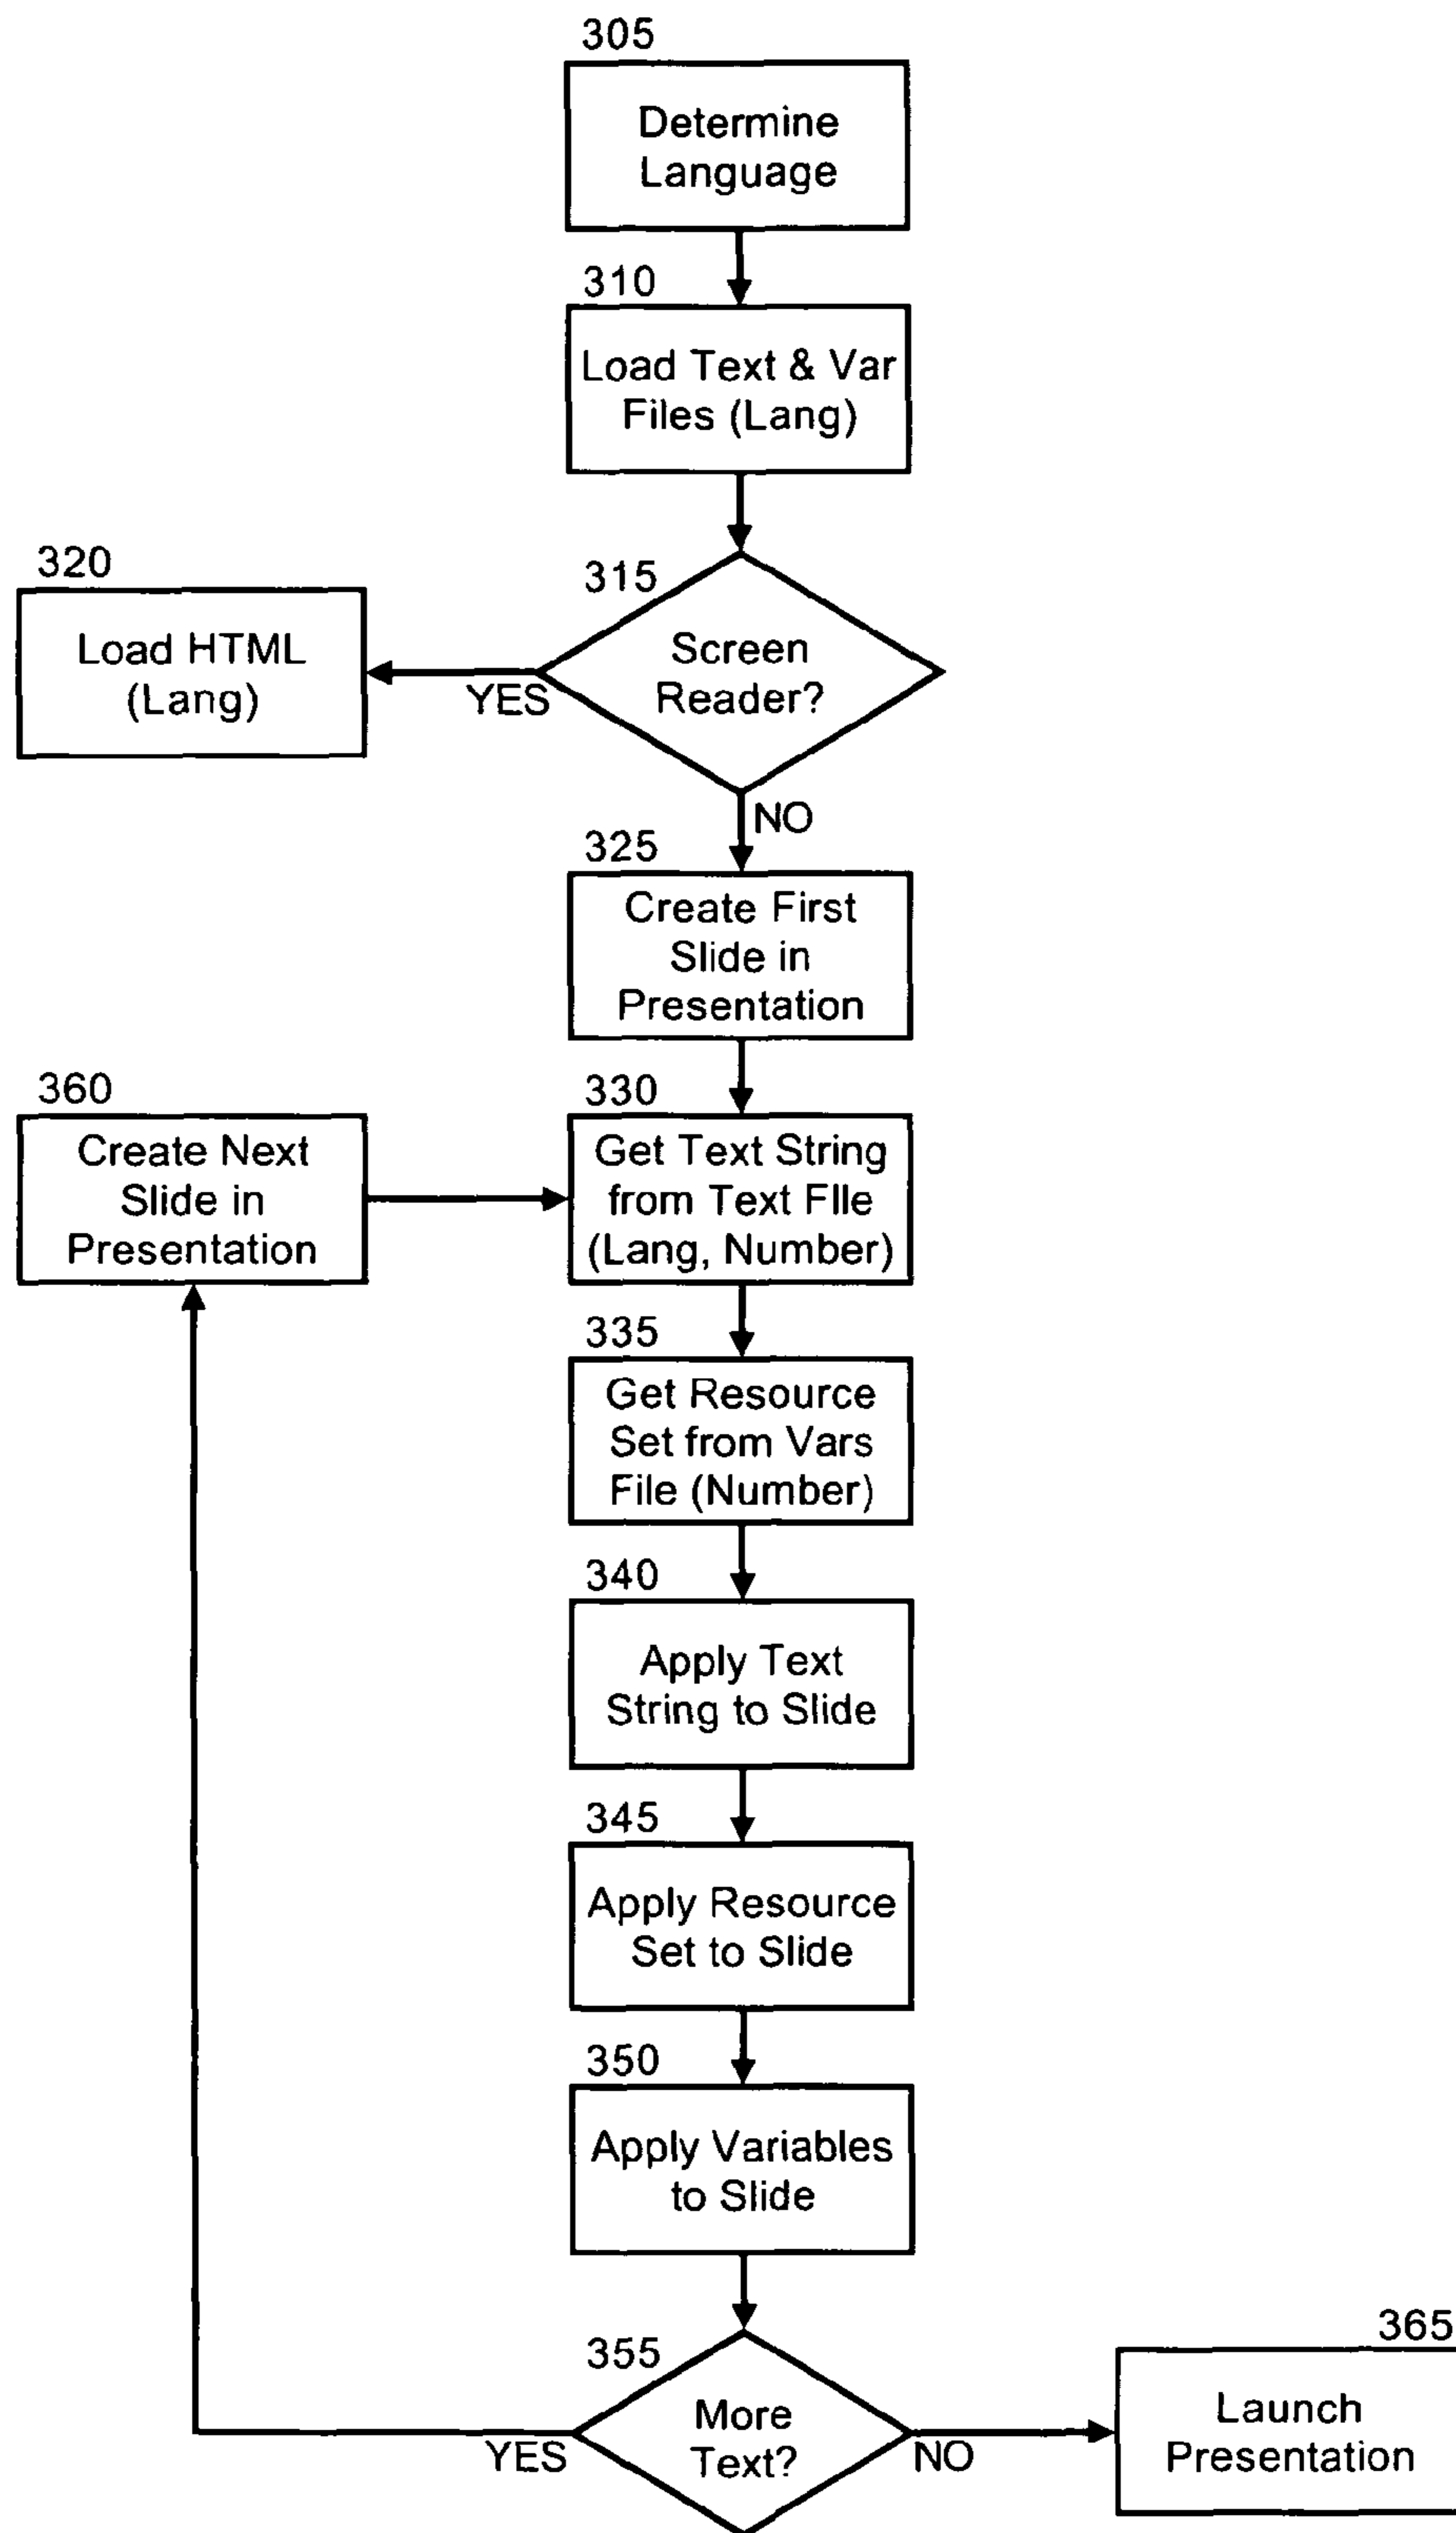 305
Determine
Language
310
Load Text & Var
Files (Lang)
315
Screen
Reader?
320
Load HTML
(Lang)
YES
NO
325
Create First
Slide in
Presentation
360
Create Next
Slide in
Presentation
330
Get Text String
from Text FIle
(Lang, Number)
335
Get Resource
Set from Vars
File (Number)
340
Apply Text
String to Slide
345
Apply Resource
Set to Slide
350
Apply Variables
to Slide
355
More
Text?
YES
NO
365
Launch
Presentation